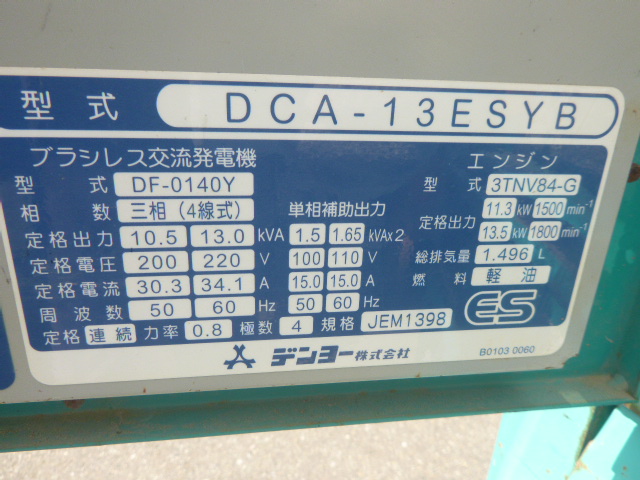 型式 DCA-13ESYB
ブラシレス交流発電機 エンジン
型式 DF-0140Y 型式 3TNV84-G
相数 三相(4線式) 単相補助出力 定格出力 11.3 kW 1500 min⁻¹
定格出力 10.5 13.0 kVA 1.5 1.65 kVAx2 13.5 kW 1800 min⁻¹
定格電圧 200 220 V 100 110 V 総排気量 1.496 L
定格電流 30.3 34.1 A 15.0 15.0 A 燃料 軽油
周波数 50 60 Hz 50 60 Hz ES
定格 連続 力率 0.8 極数 4 規格 JEM1398
デンヨー株式会社 B0103 0060